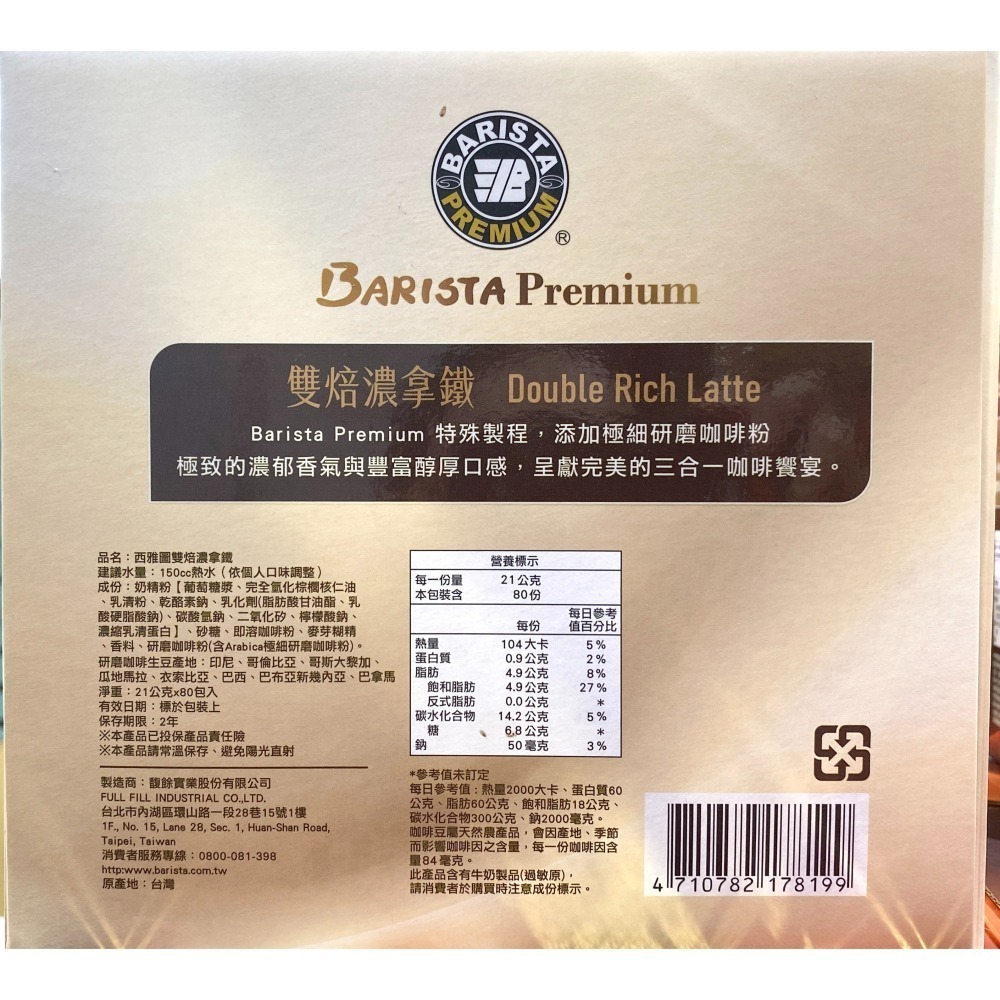 BARISTA
PREMIUM
®
BARISTA Premium
雙焙濃拿鐵 Double Rich Latte
Barista Premium 特殊製程，添加極細研磨咖啡粉
極致的濃郁香氣與豐富醇厚口感，呈獻完美的三合一咖啡饗宴。
品名：西雅圖雙焙濃拿鐵
建議水量：150cc熱水（依個人口味調整）
成份：奶精粉【葡萄糖漿、完全氫化棕櫚核仁油
、乳清粉、乾酪素鈉、乳化劑(脂肪酸甘油酯、乳
酸硬脂酸鈉)、碳酸氫鈉、二氧化矽、檸檬酸鈉、
濃縮乳清蛋白】、砂糖、即溶咖啡粉、麥芽糊精
、香料、研磨咖啡粉(含Arabica極細研磨咖啡粉)。
研磨咖啡生豆產地：印尼、哥倫比亞、哥斯大黎加、
瓜地馬拉、衣索比亞、巴西、巴布亞新幾內亞、巴拿馬
淨重：21公克x80包入
有效日期：標於包裝上
保存期限：2年
※本產品已投保產品責任險
※本產品請常溫保存、避免陽光直射
製造商：馥餘實業股份有限公司
FULL FILL INDUSTRIAL CO.,LTD.
台北市內湖區環山路一段28巷15號1樓
1F., No. 15, Lane 28, Sec. 1, Huan-Shan Road,
Taipei, Taiwan
消費者服務專線：0800-081-398
http:www.barista.com.tw
原產地：台灣
營養標示
每一份量 21公克
本包裝含 80份
每份 每日參考值百分比
熱量 104大卡 5%
蛋白質 0.9公克 2%
脂肪 4.9公克 8%
飽和脂肪 4.9公克 27%
反式脂肪 0.0公克 *
碳水化合物 14.2公克 5%
糖 6.8公克 *
鈉 50毫克 3%
*參考值未訂定
每日參考值：熱量2000大卡、蛋白質60
公克、脂肪60公克、飽和脂肪18公克、
碳水化合物300公克、鈉2000毫克。
咖啡豆屬天然農產品，會因產地、季節
而影響咖啡因之含量，每一份咖啡因含
量84毫克。
此產品含有牛奶製品(過敏原)，
請消費者於購買時注意成份標示。
4 710782 178199